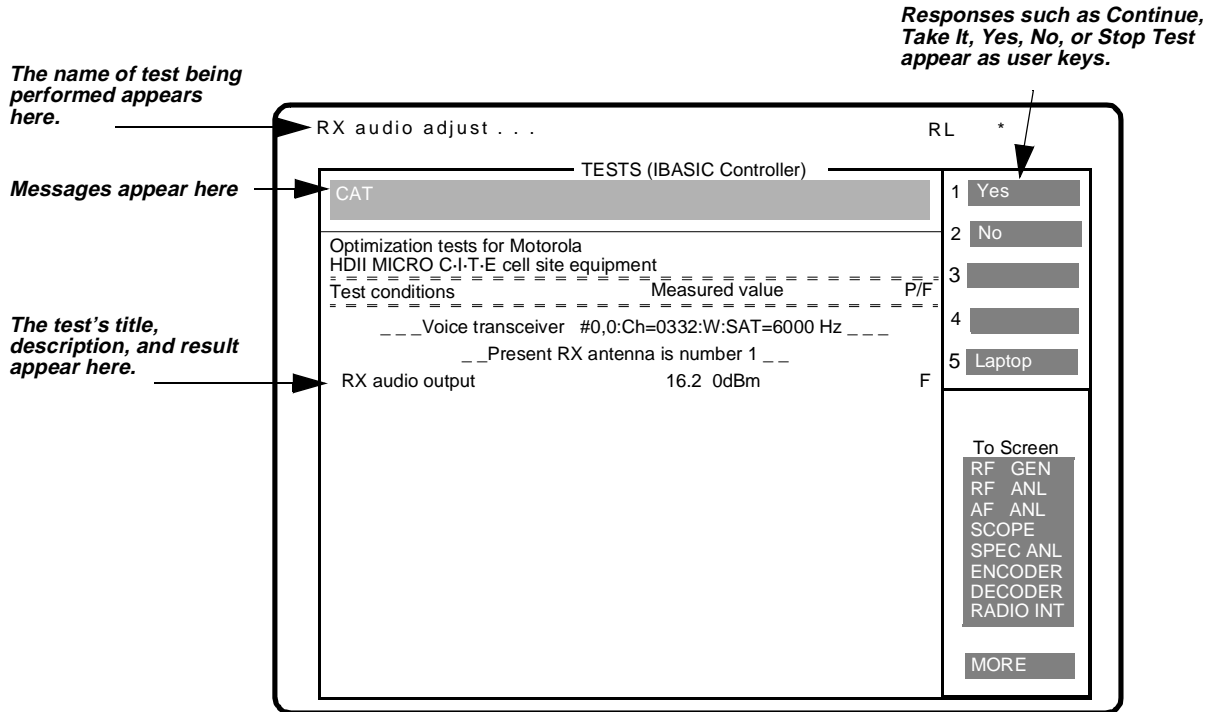 Responses such as Continue,
Take It, Yes, No, or Stop Test
appear as user keys.
The name of test being
performed appears
here.
RX audio adjust . . .
RL *
TESTS (IBASIC Controller)
Messages appear here
CAT
1 Yes
2 No
3
4
5 Laptop
Optimization tests for Motorola
HDII MICRO C·I·T·E cell site equipment
Test conditions Measured value P/F
_ _ _Voice transceiver #0,0:Ch=0332:W:SAT=6000 Hz _ _ _
_ _Present RX antenna is number 1 _ _
The test's title,
description, and result
appear here.
RX audio output 16.2 0dBm F
To Screen
RF GEN
RF ANL
AF ANL
SCOPE
SPEC ANL
ENCODER
DECODER
RADIO INT
MORE